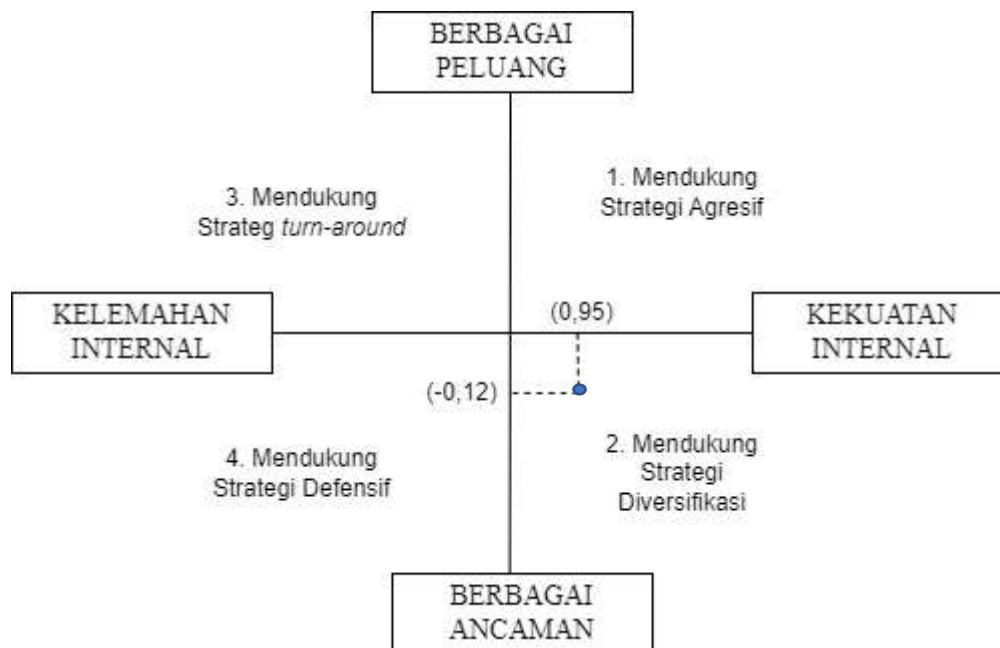 BERBAGAI
PELUANG
1. Mendukung
Strategi Agresif
3. Mendukung
Strateg turn-around
KELEMAHAN
INTERNAL
(0,95)
KEKUATAN
INTERNAL
(-0,12)
2. Mendukung
Strategi
Diversifikasi
4. Mendukung
Strategi Defensif
BERBAGAI
ANCAMAN